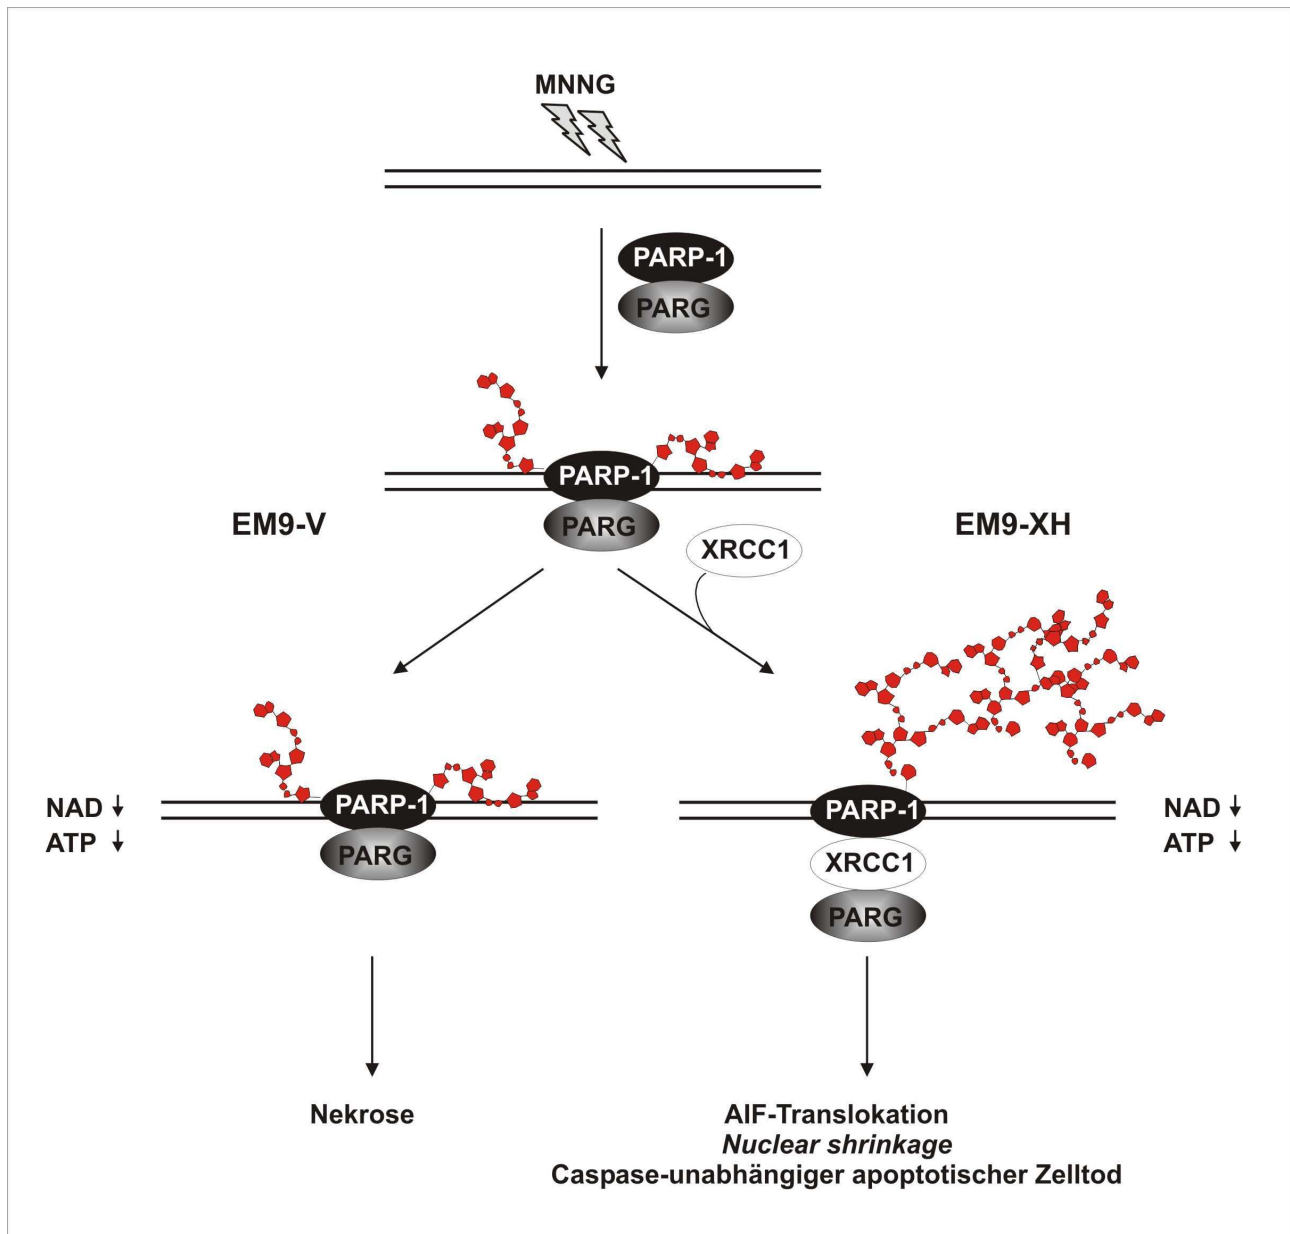 MNNG
PARP-1
PARG
PARP-1
EM9-V
PARG
EM9-XH
XRCC1
NAD ↓
ATP ↓
PARP-1
PARG
PARP-1
XRCC1
PARG
NAD ↓
ATP ↓
Nekrose
AIF-Translokation
Nuclear shrinkage
Caspase-unabhängiger apoptotischer Zelltod